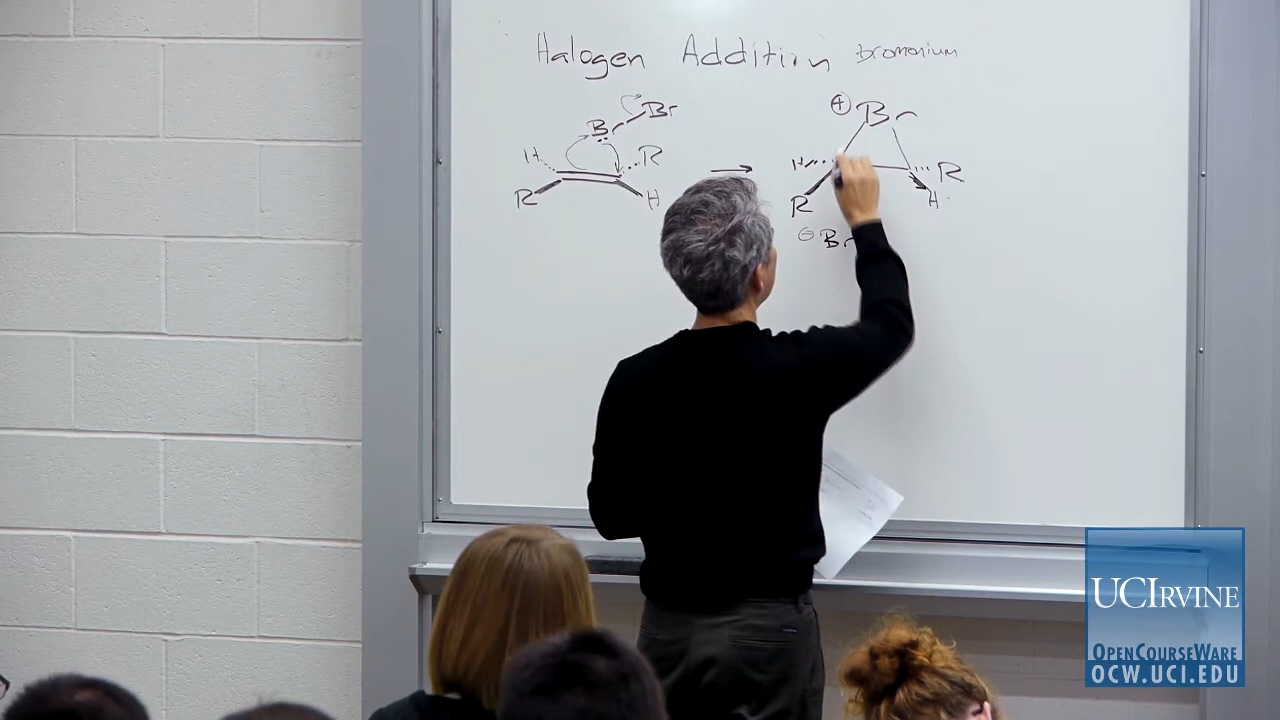 Halogen Addition bromonium
Br Br
H R
R H
⊕ Br
H R
R H
⊖ Br
UCIRVINE
OPENCOURSEWARE
OCW.UCI.EDU